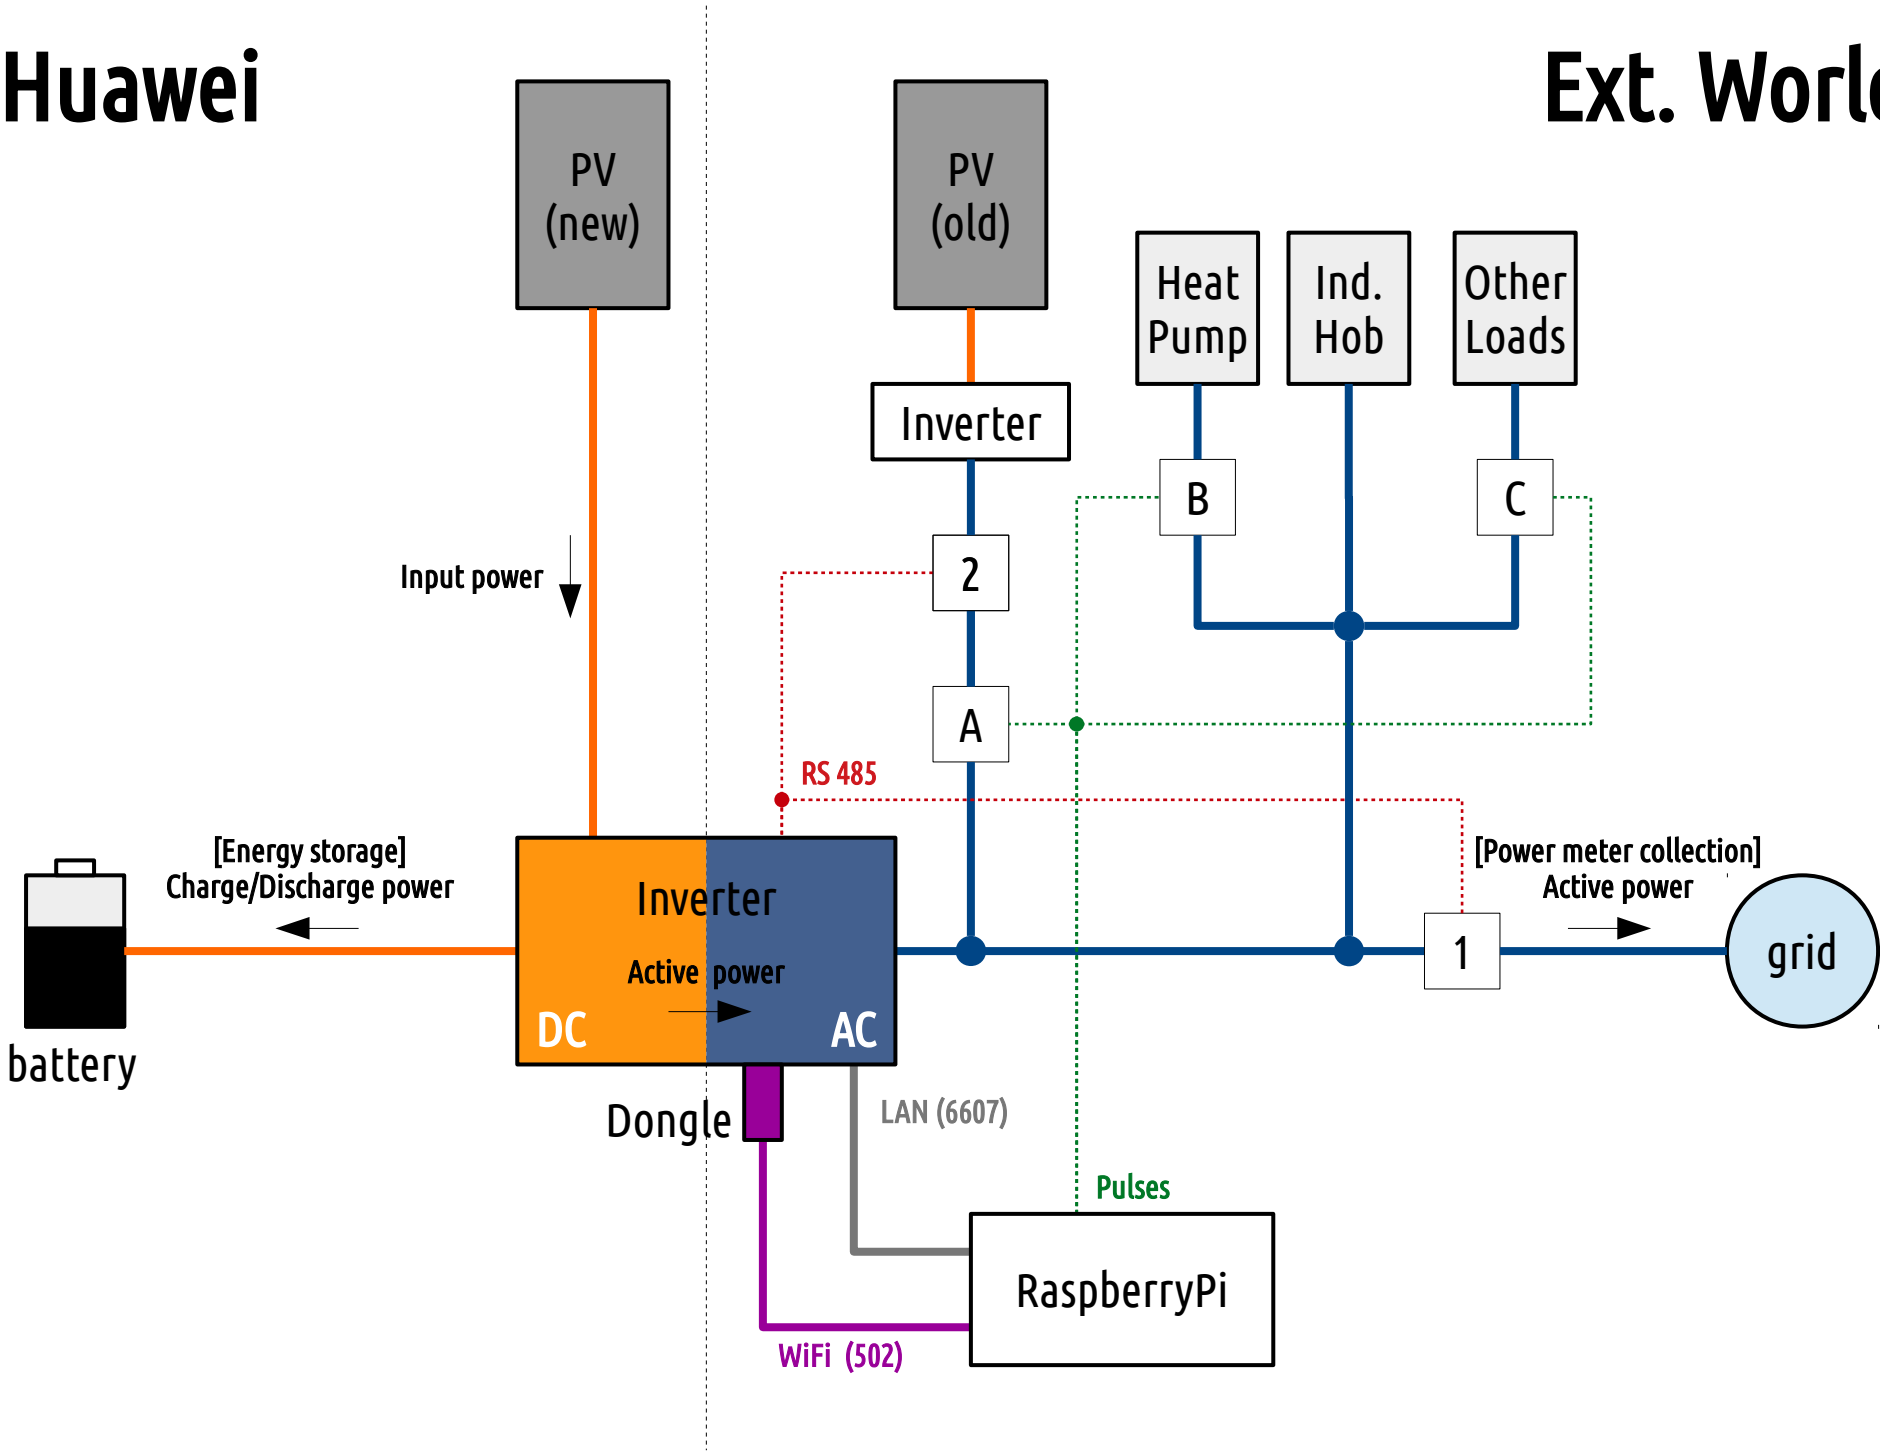 Huawei
Ext. World
PV
(new)
PV
(old)
Heat
Pump
Ind.
Hob
Other
Loads
Inverter
B
C
Input power
2
A
RS 485
[Energy storage]
Charge/Discharge power
[Power meter collection]
Active power
Inverter
Active power
DC
AC
1
grid
battery
Dongle
LAN (6607)
Pulses
RaspberryPi
WiFi (502)